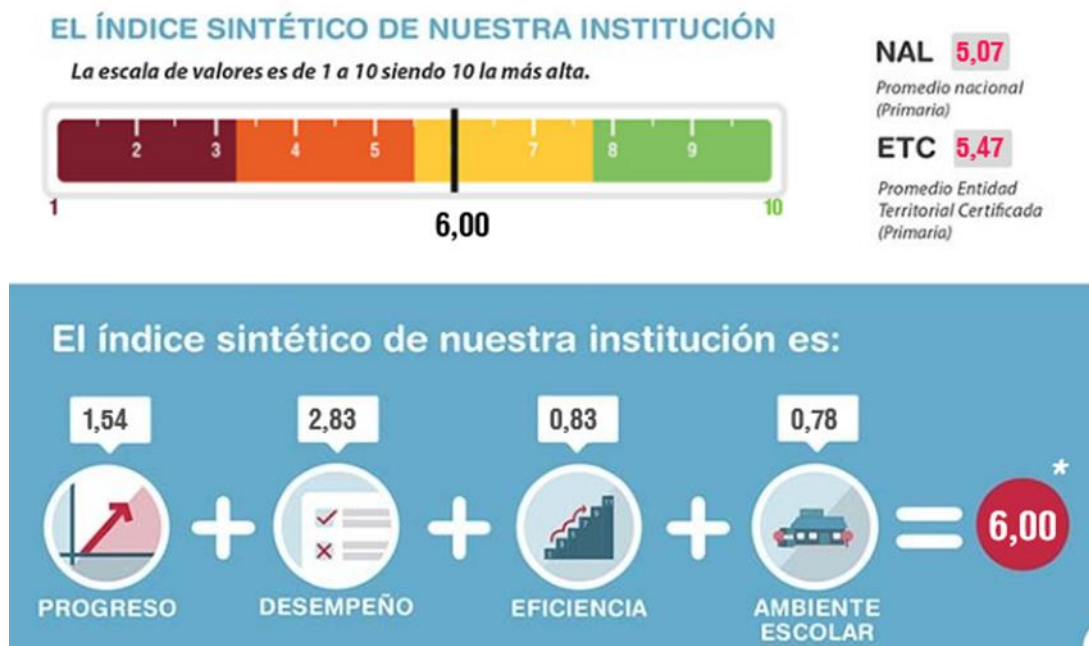 EL ÍNDICE SINTÉTICO DE NUESTRA INSTITUCIÓN
La escala de valores es de 1 a 10 siendo 10 la más alta.
2 3 4 5 7 8 9
1 10
6,00
NAL 5,07
Promedio nacional
(Primaria)
ETC 5,47
Promedio Entidad
Territorial Certificada
(Primaria)
El índice sintético de nuestra institución es:
1,54 2,83 0,83 0,78
+ + + = 6,00 *
PROGRESO DESEMPEÑO EFICIENCIA AMBIENTE
ESCOLAR